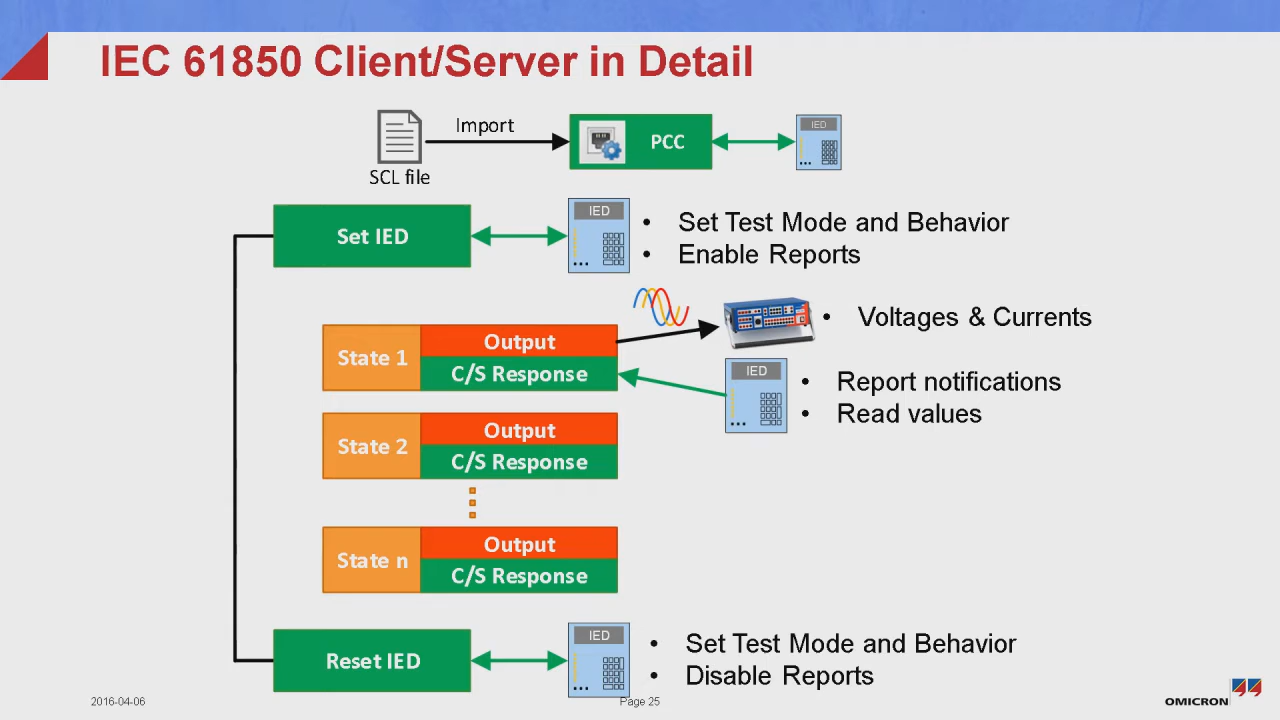 IEC 61850 Client/Server in Detail
Import
PCC
IED
SCL file
Set IED
IED
• Set Test Mode and Behavior
• Enable Reports
• Voltages & Currents
State 1
Output
C/S Response
IED
• Report notifications
• Read values
State 2
Output
C/S Response
State n
Output
C/S Response
Reset IED
IED
• Set Test Mode and Behavior
• Disable Reports
2016-04-06
Page 25
OMICRON